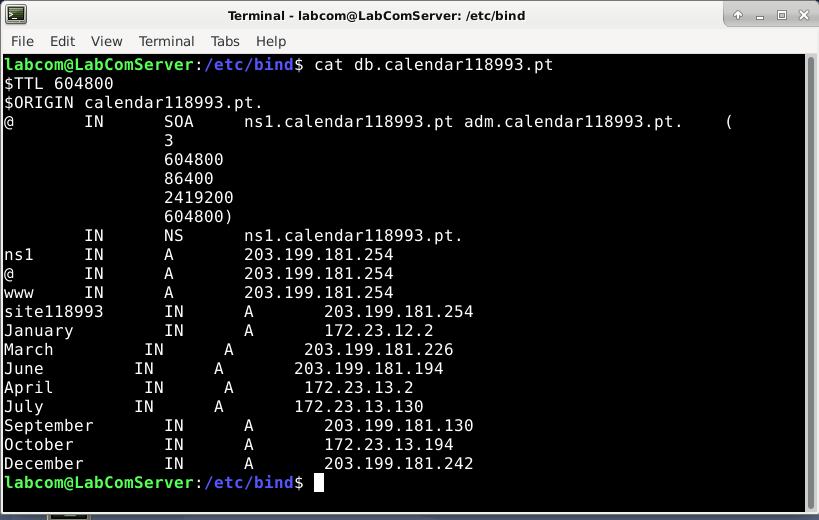 Terminal - labcom@LabComServer: /etc/bind
File Edit View Terminal Tabs Help
labcom@LabComServer:/etc/bind$ cat db.calendar118993.pt
$TTL 604800
$ORIGIN calendar118993.pt.
@ IN SOA ns1.calendar118993.pt adm.calendar118993.pt. (
3
604800
86400
2419200
604800)
IN NS ns1.calendar118993.pt.
ns1 IN A 203.199.181.254
@ IN A 203.199.181.254
www IN A 203.199.181.254
site118993 IN A 203.199.181.254
January IN A 172.23.12.2
March IN A 203.199.181.226
June IN A 203.199.181.194
April IN A 172.23.13.2
July IN A 172.23.13.130
September IN A 203.199.181.130
October IN A 172.23.13.194
December IN A 203.199.181.242
labcom@LabComServer:/etc/bind$